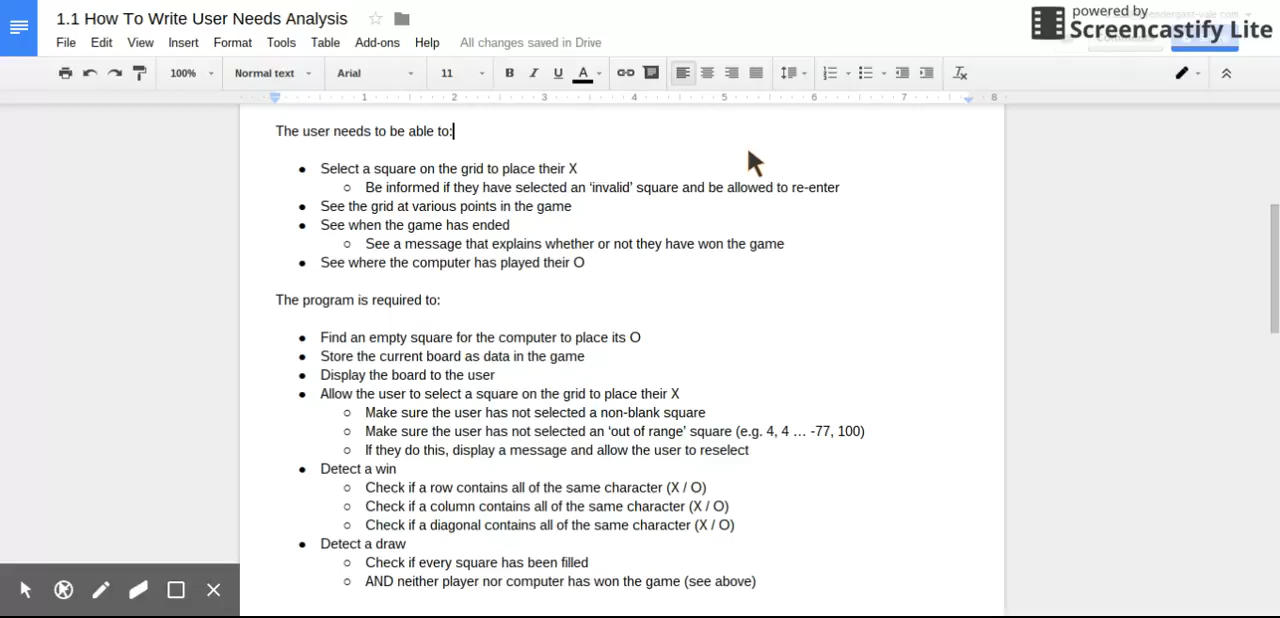 1.1 How To Write User Needs Analysis
powered by
Screencastify Lite
File Edit View Insert Format Tools Table Add-ons Help All changes saved in Drive
100% Normal text Arial 11 B I U A
1 2 3 4 5 6 7 8
The user needs to be able to:
● Select a square on the grid to place their X
○ Be informed if they have selected an ‘invalid’ square and be allowed to re-enter
● See the grid at various points in the game
● See when the game has ended
○ See a message that explains whether or not they have won the game
● See where the computer has played their O
The program is required to:
● Find an empty square for the computer to place its O
● Store the current board as data in the game
● Display the board to the user
● Allow the user to select a square on the grid to place their X
○ Make sure the user has not selected a non-blank square
○ Make sure the user has not selected an ‘out of range’ square (e.g. 4, 4 … -77, 100)
○ If they do this, display a message and allow the user to reselect
● Detect a win
○ Check if a row contains all of the same character (X / O)
○ Check if a column contains all of the same character (X / O)
○ Check if a diagonal contains all of the same character (X / O)
● Detect a draw
○ Check if every square has been filled
○ AND neither player nor computer has won the game (see above)